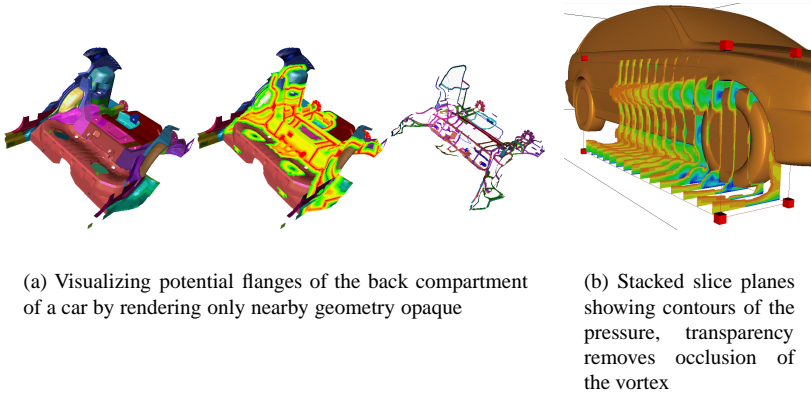 (a) Visualizing potential flanges of the back compartment
of a car by rendering only nearby geometry opaque
(b) Stacked slice planes
showing contours of the
pressure, transparency
removes occlusion of
the vortex